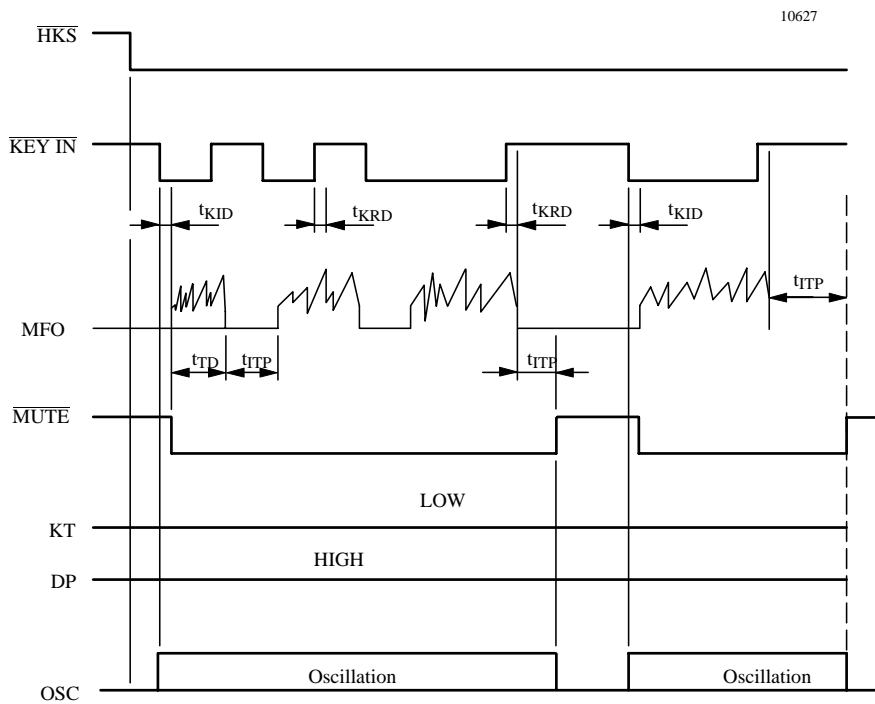 10627
HKS
KEY IN
tKID
tKRD
tKRD
tKID
tITP
MFO
tTD
tITP
tITP
MUTE
LOW
KT
HIGH
DP
Oscillation
Oscillation
OSC